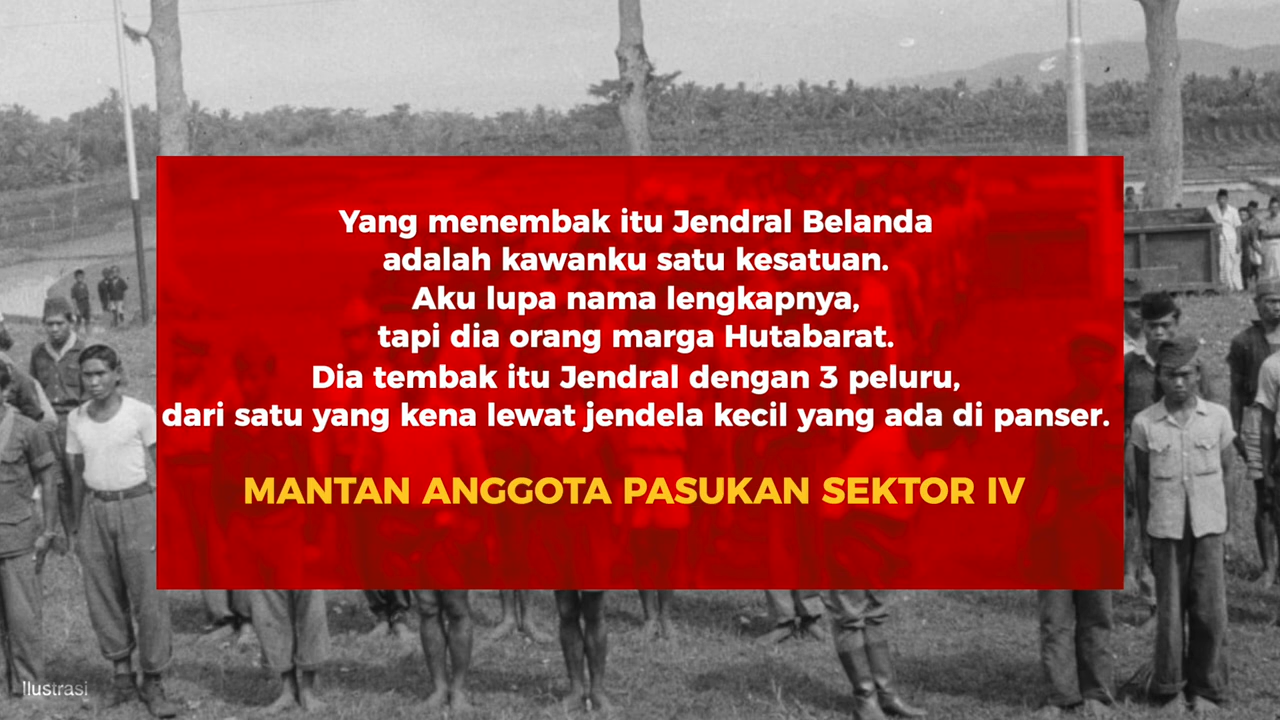 Yang menembak itu Jendral Belanda
adalah kawanku satu kesatuan.
Aku lupa nama lengkapnya,
tapi dia orang marga Hutabarat.
Dia tembak itu Jendral dengan 3 peluru,
dari satu yang kena lewat jendela kecil yang ada di panser.
MANTAN ANGGOTA PASUKAN SEKTOR IV
Ilustrasi